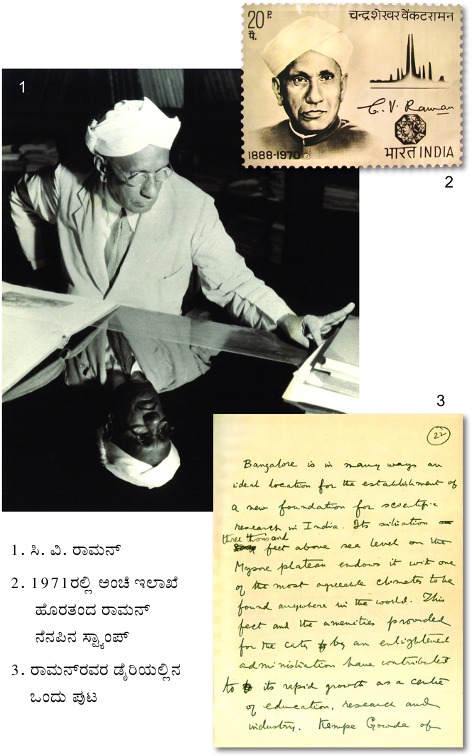 1
20 P.
पै.
चन्द्रशेखर वेंकटरामन
C. V. Raman
1888-1970
भारत INDIA
2
3
22
Bangalore is in many ways an
ideal location for the establishment of
a new foundation for scientific
research in India. Its situation
three thousand
feet above sea level on the
Mysore plateau endows it with one
of the most agreeable climates to be
found anywhere in the world. This
fact and the amenities provided
for the city by an enlightened
administration have contributed
to its rapid growth as a centre
of education, research and
industry. Kempe Gowda of
1. ಸಿ. ವಿ. ರಾಮನ್
2. 1971ರಲ್ಲಿ ಅಂಚೆ ಇಲಾಖೆ
ಹೊರತಂದ ರಾಮನ್
ನೆನಪಿನ ಸ್ಟ್ಯಾಂಪ್
3. ರಾಮನ್‌ರವರ ಡೈರಿಯಲ್ಲಿನ
ಒಂದು ಪುಟ